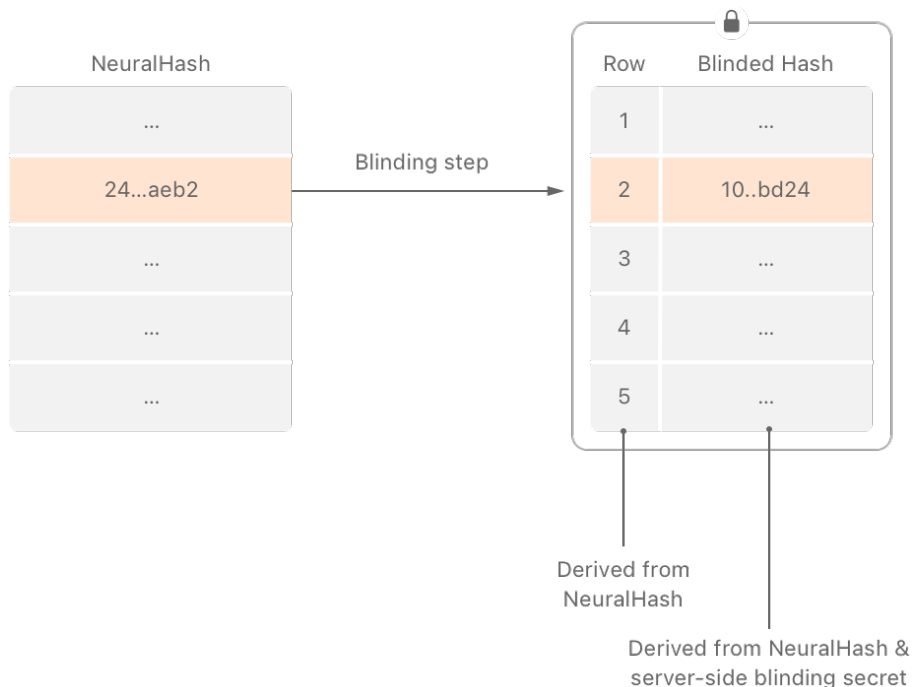 NeuralHash
...
24...aeb2
...
...
...
Blinding step
Row Blinded Hash
1 ...
2 10..bd24
3 ...
4 ...
5 ...
Derived from
NeuralHash
Derived from NeuralHash &
server-side blinding secret